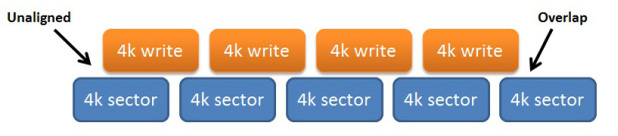 Unaligned
Overlap
4k write 4k write 4k write 4k write
4k sector 4k sector 4k sector 4k sector 4k sector